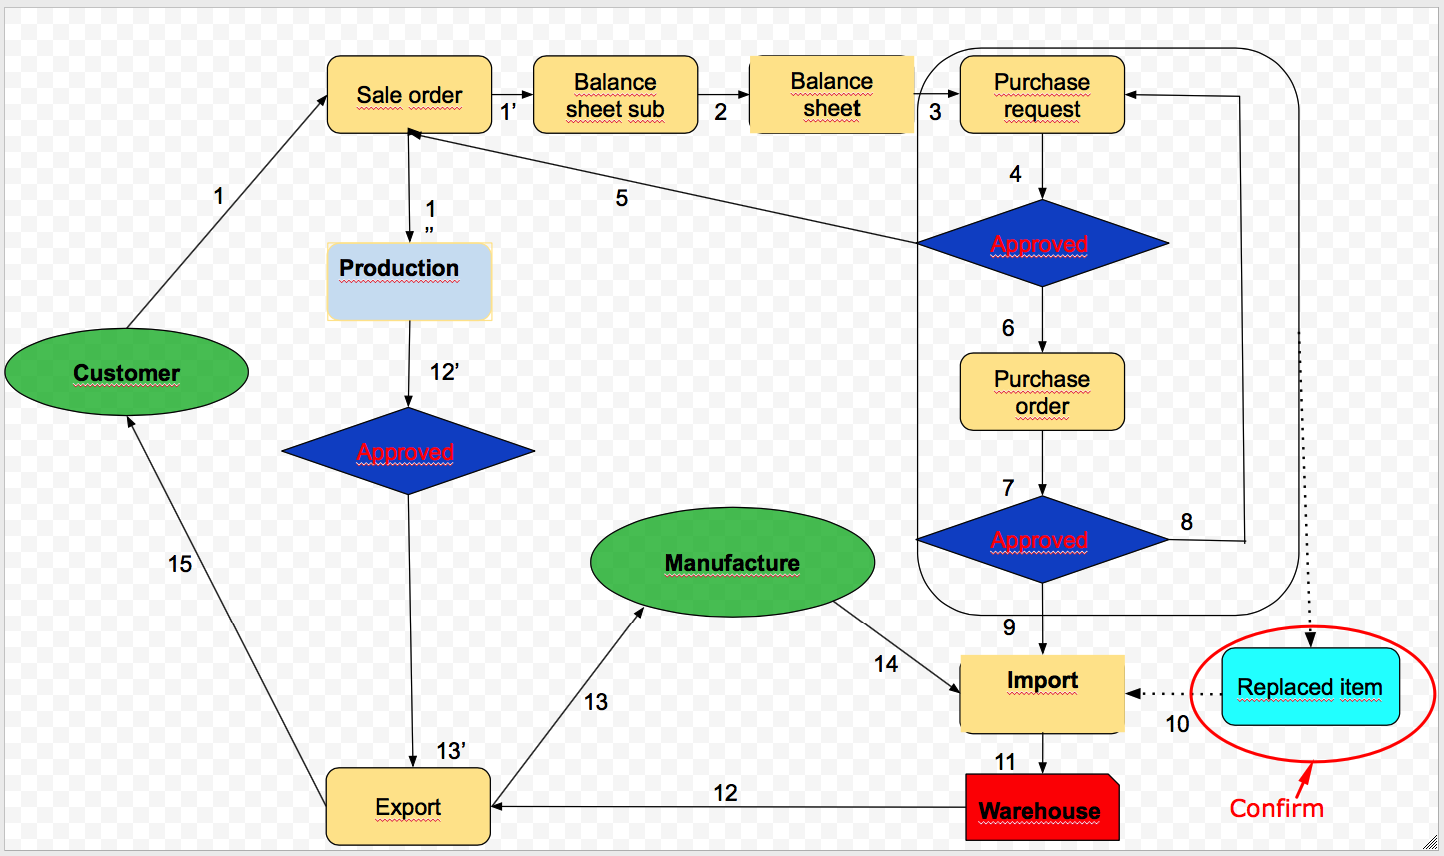 Sale order
1’
Balance
sheet sub
2
Balance
sheet
3
Purchase
request
4
1
5
1
”
Approved
Production
6
Customer
12’
Purchase
order
Approved
7
8
Approved
15
Manufacture
9
14
Import
Replaced item
13
10
13’
11
12
Export
Warehouse
Confirm